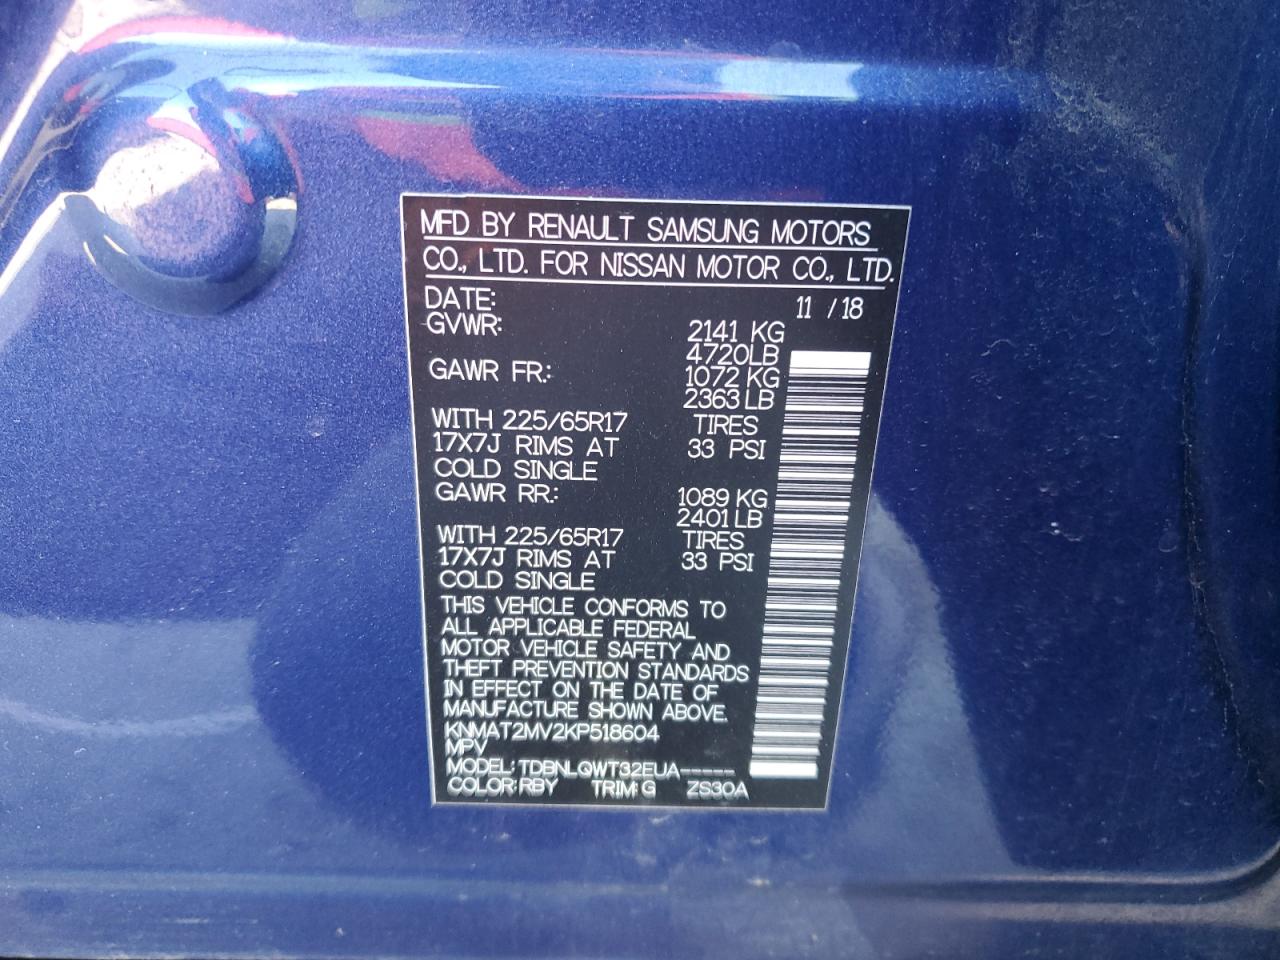 MFD BY RENAULT SAMSUNG MOTORS
CO., LTD. FOR NISSAN MOTOR CO., LTD.
DATE: 11 / 18
GVWR: 2141 KG
4720LB
GAWR FR.: 1072 KG
2363 LB
WITH 225/65R17 TIRES
17X7J RIMS AT 33 PSI
COLD SINGLE
GAWR RR.: 1089 KG
2401 LB
WITH 225/65R17 TIRES
17X7J RIMS AT 33 PSI
COLD SINGLE
THIS VEHICLE CONFORMS TO
ALL APPLICABLE FEDERAL
MOTOR VEHICLE SAFETY AND
THEFT PREVENTION STANDARDS
IN EFFECT ON THE DATE OF
MANUFACTURE SHOWN ABOVE.
KNMAT2MV2KP518604
MPV
MODEL: TDBNLQWT32EUA-----
COLOR: RBY TRIM: G ZS30A